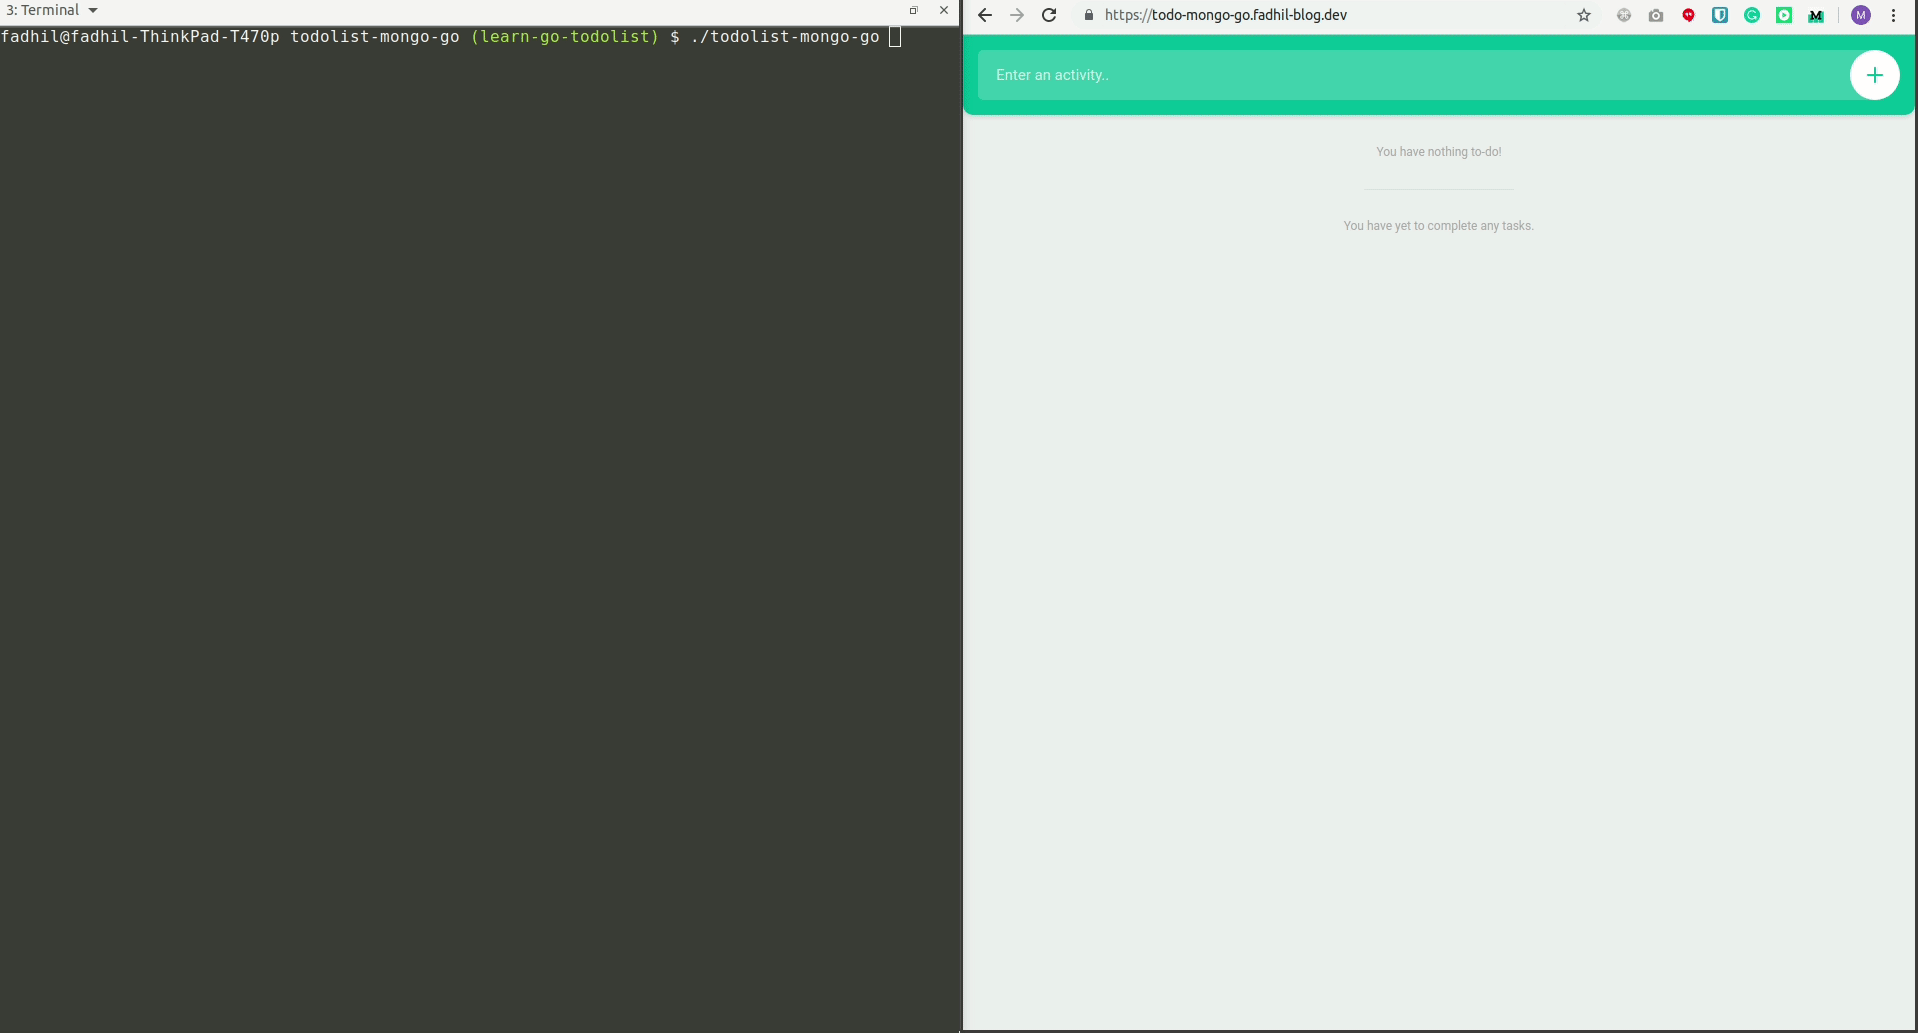 3: Terminal
fadhil@fadhil-ThinkPad-T470p todolist-mongo-go (learn-go-todolist) $ ./todolist-mongo-go
https://todo-mongo-go.fadhil-blog.dev
M
M
Enter an activity..
You have nothing to-do!
You have yet to complete any tasks.